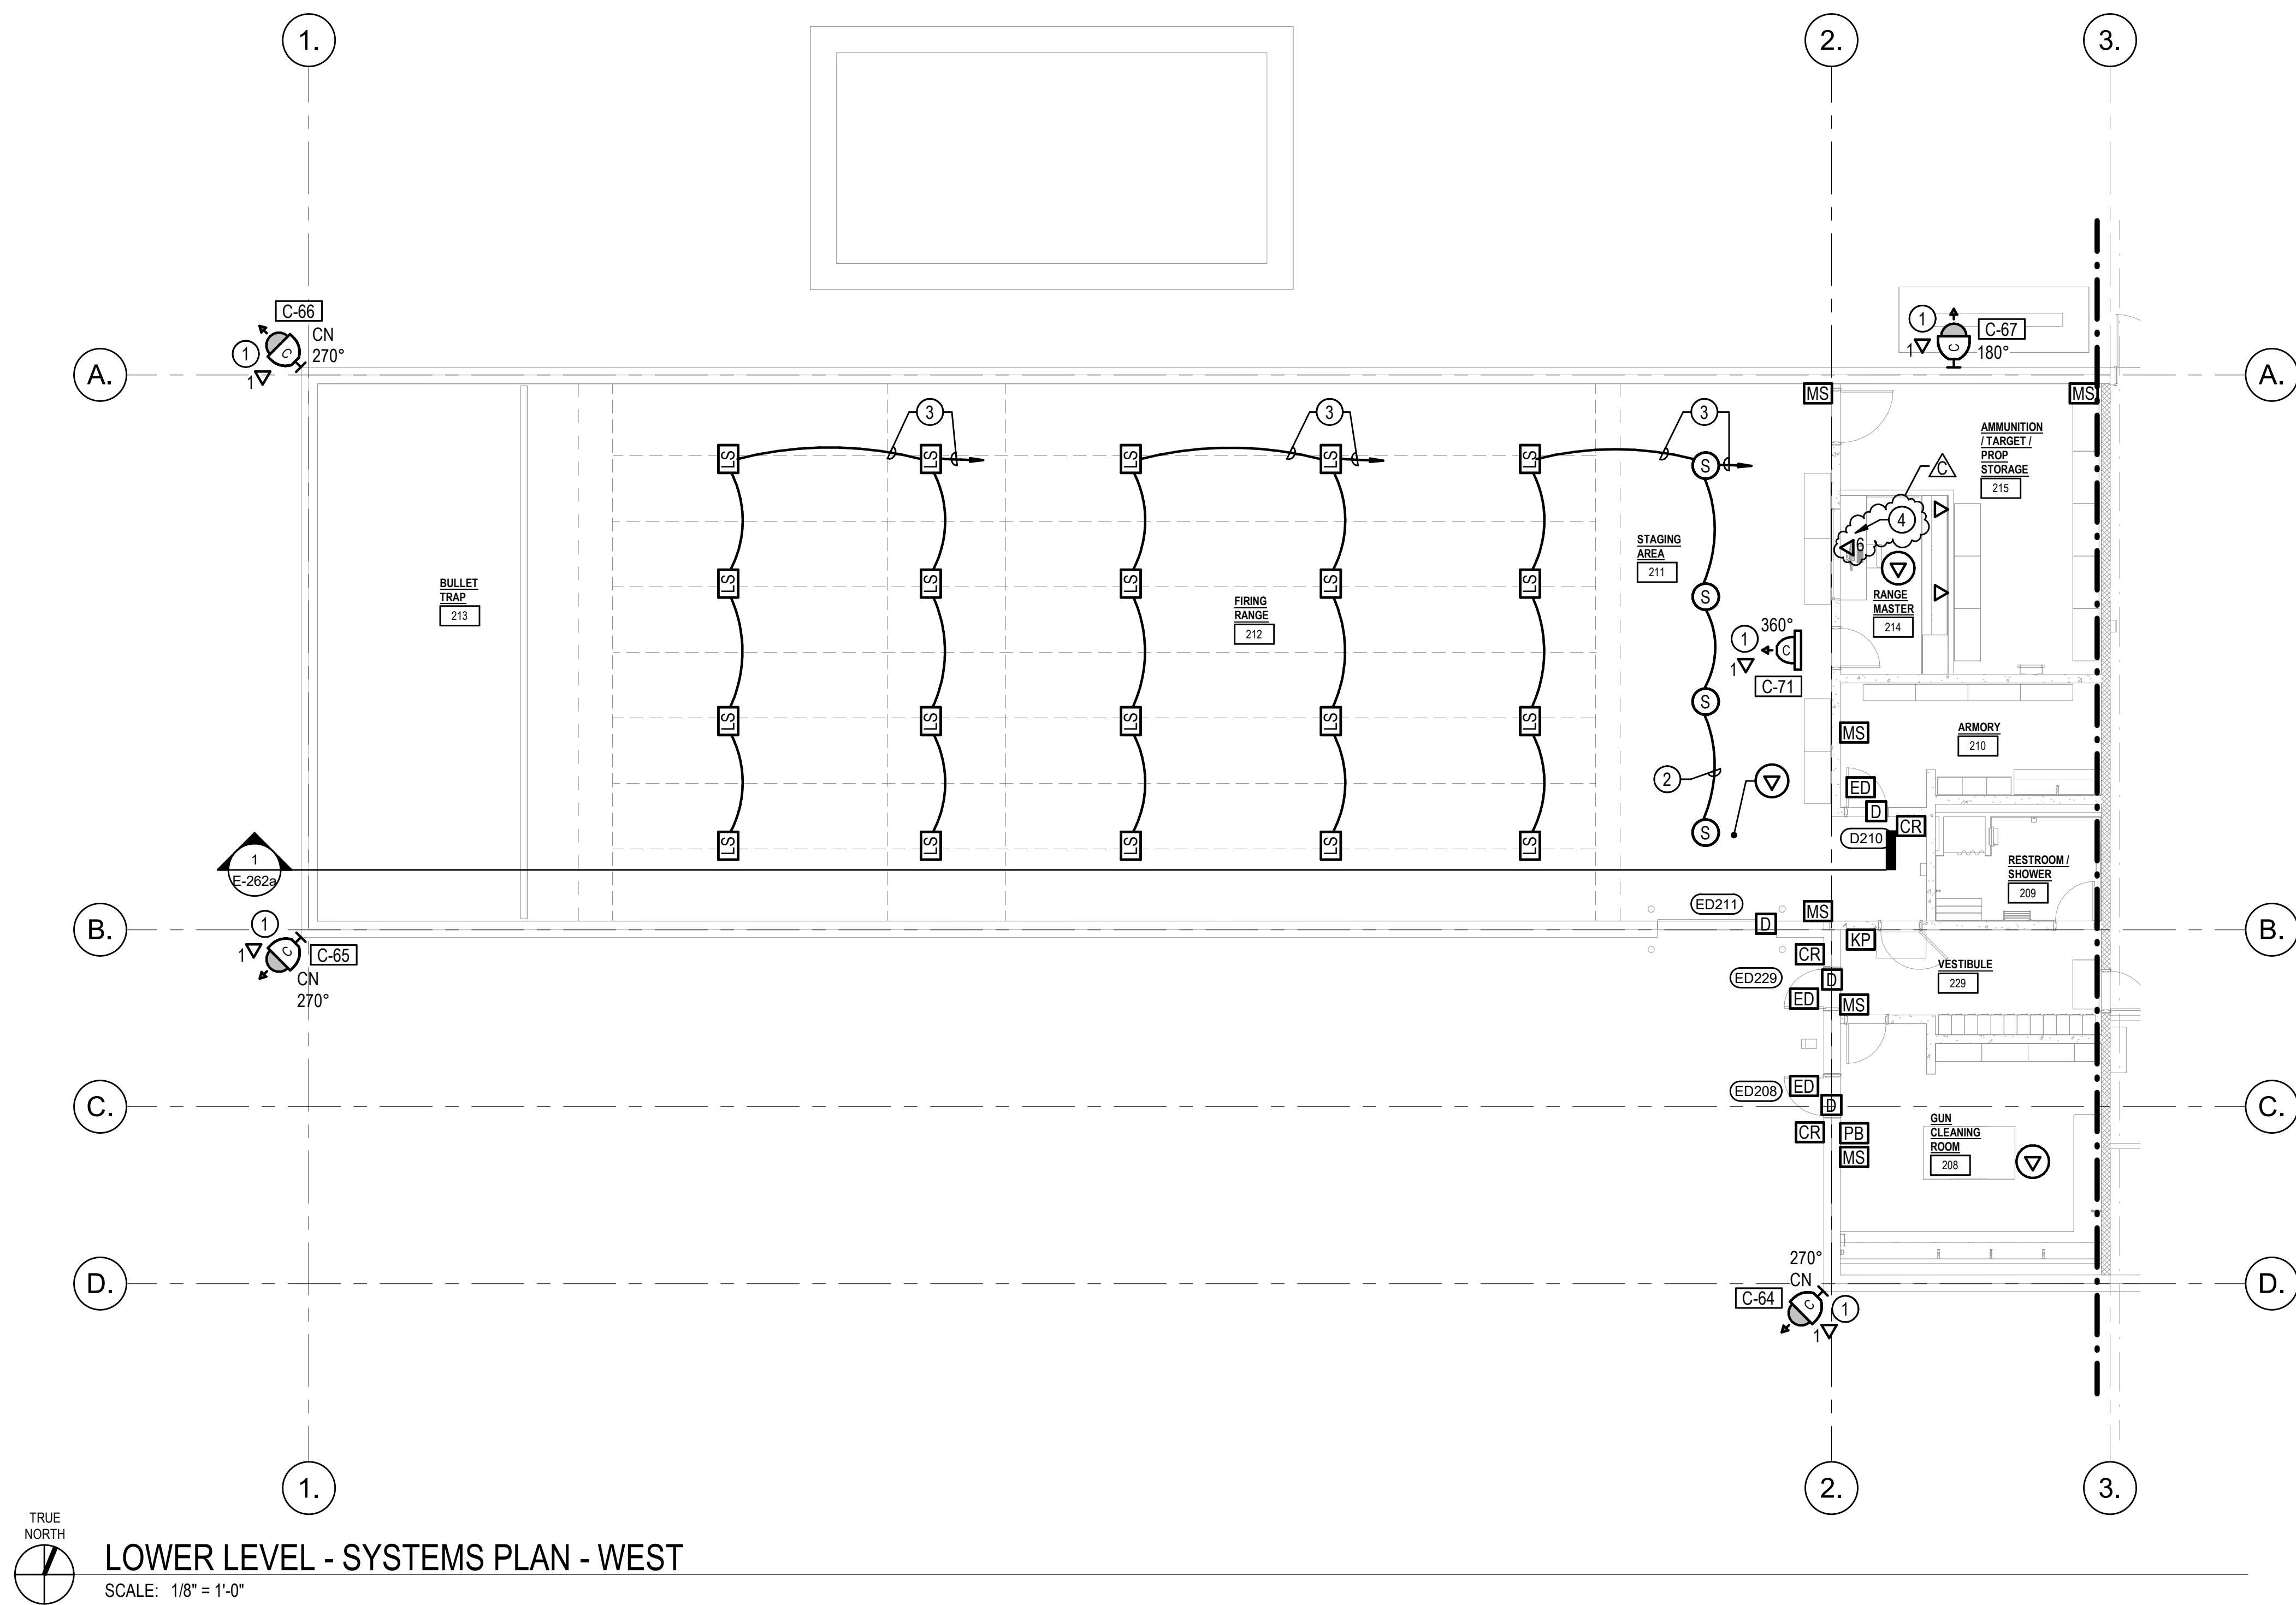 1.
2.
3.
C-66
CN
270°
1
1
A.
1
C-67
1
180°
A.
MS
MS
3
3
3
LS
LS
LS
LS
LS
S
AMMUNITION
/ TARGET /
PROP
STORAGE
215
C
4
6
STAGING
AREA
211
BULLET
TRAP
213
LS
LS
LS
LS
LS
S
FIRING
RANGE
212
RANGE
MASTER
214
1
360°
1
C
C-71
LS
LS
LS
LS
LS
S
MS
ARMORY
210
2
ED
D
CR
D210
LS
LS
LS
LS
LS
S
1
E-262a
RESTROOM /
SHOWER
209
ED211
D
MS
B.
1
1
C
C-65
CN
270°
KP
CR
B.
VESTIBULE
229
ED229
D
ED
MS
ED208
ED
D
C.
C.
CR
PB
MS
GUN
CLEANING
ROOM
208
270°
CN
D.
D.
C-64
C
1
1
1.
2.
3.
TRUE
NORTH
LOWER LEVEL - SYSTEMS PLAN - WEST
SCALE: 1/8" = 1'-0"